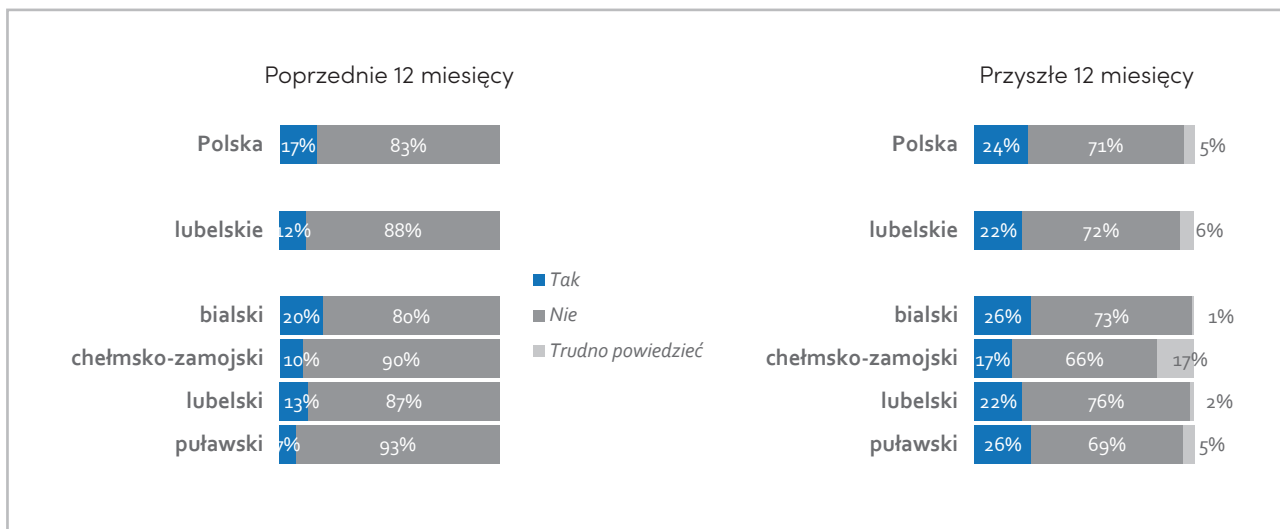 Poprzednie 12 miesięcy
Polska 17% 83%
lubelskie 12% 88%
bialski 20% 80%
chełmsko-zamojski 10% 90%
lubelski 13% 87%
puławski 7% 93%
Tak
Nie
Trudno powiedzieć
Przyszłe 12 miesięcy
Polska 24% 71% 5%
lubelskie 22% 72% 6%
bialski 26% 73% 1%
chełmsko-zamojski 17% 66% 17%
lubelski 22% 76% 2%
puławski 26% 69% 5%